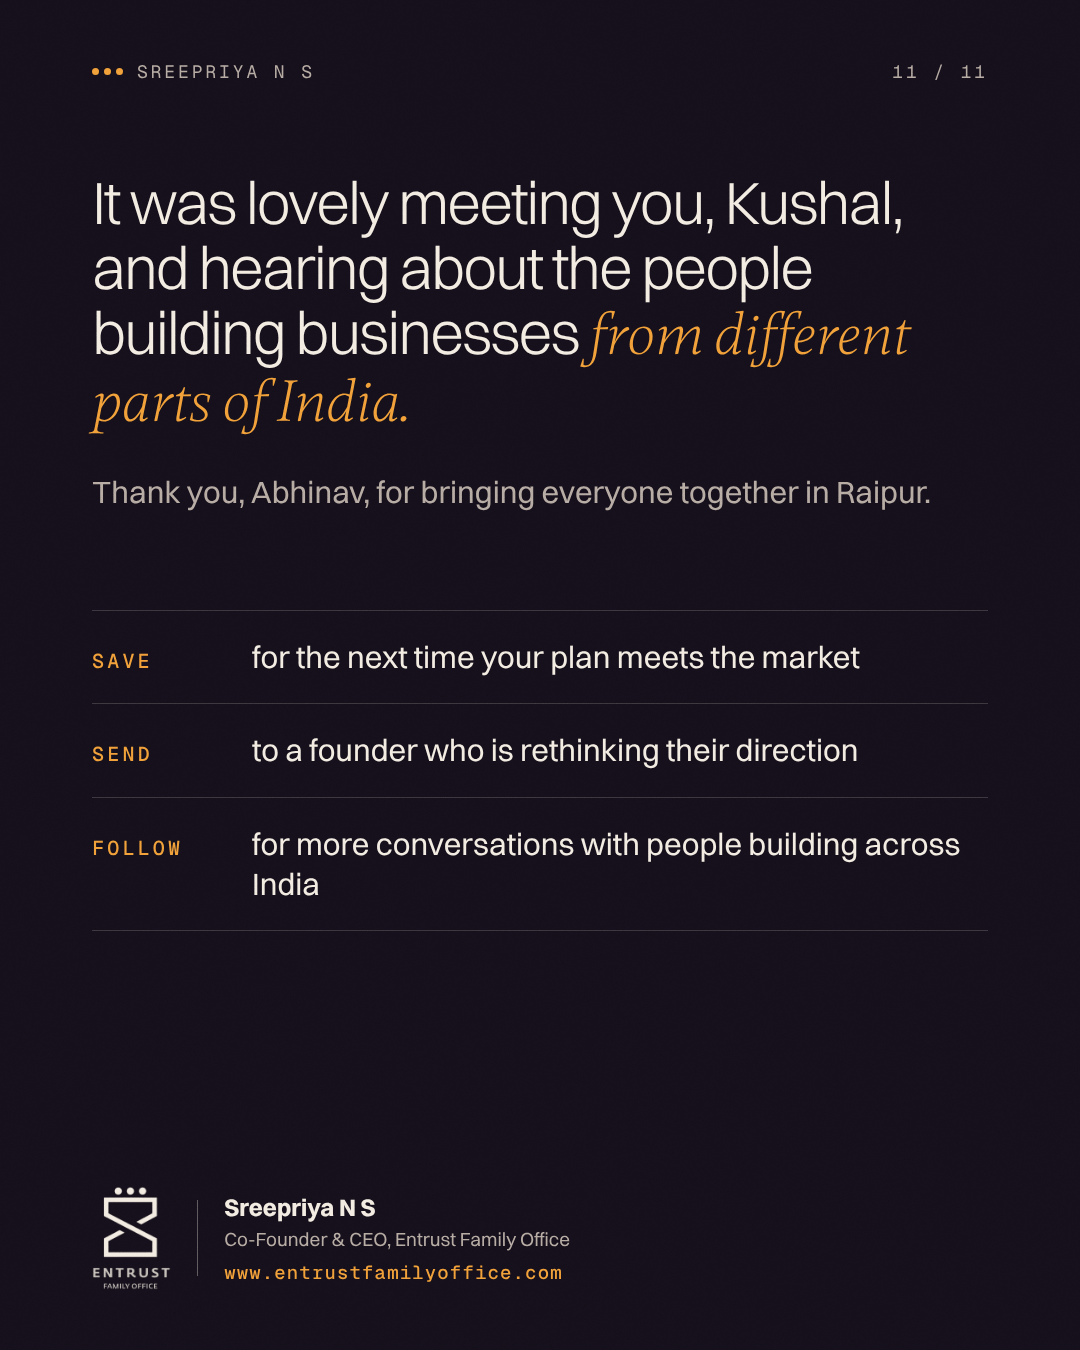 SREEPRIYA N S
11 / 11
It was lovely meeting you, Kushal,
and hearing about the people
building businesses from different
parts of India.
Thank you, Abhinav, for bringing everyone together in Raipur.
SAVE
for the next time your plan meets the market
SEND
to a founder who is rethinking their direction
FOLLOW
for more conversations with people building across
India
ENTRUST
FAMILY OFFICE
Sreepriya N S
Co-Founder & CEO, Entrust Family Office
www.entrustfamilyoffice.com